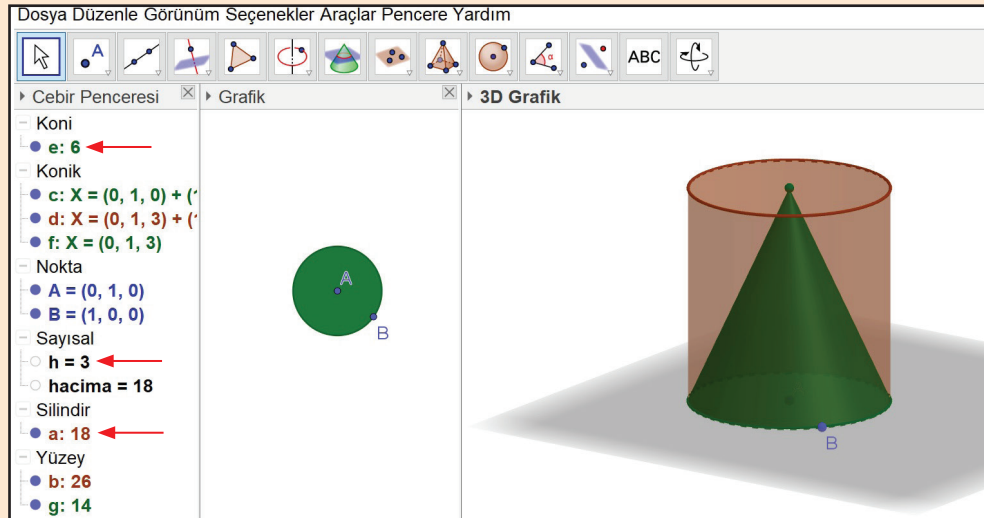 Dosya Düzenle Görünüm Seçenekler Araçlar Pencere Yardım
A
α
ABC
Cebir Penceresi
Grafik
3D Grafik
Koni
e: 6
Konik
c: X = (0, 1, 0) + (1
d: X = (0, 1, 3) + (1
f: X = (0, 1, 3)
Nokta
A = (0, 1, 0)
B = (1, 0, 0)
Sayısal
h = 3
hacima = 18
Silindir
a: 18
Yüzey
b: 26
g: 14
A
B
B